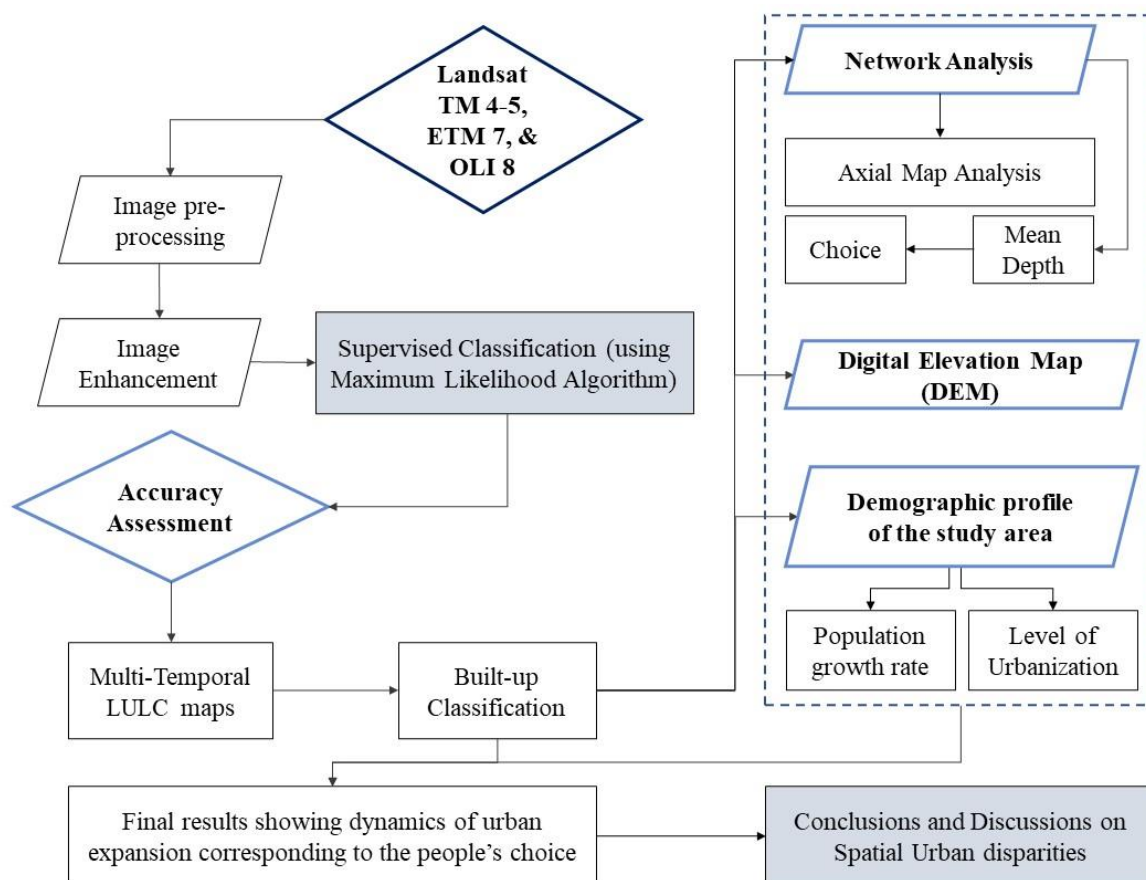 Landsat
TM 4-5,
ETM 7, &
OLI 8
Image pre-
processing
Image
Enhancement
Supervised Classification (using
Maximum Likelihood Algorithm)
Accuracy
Assessment
Multi-Temporal
LULC maps
Built-up
Classification
Network Analysis
Axial Map Analysis
Choice
Mean
Depth
Digital Elevation Map
(DEM)
Demographic profile
of the study area
Population
growth rate
Level of
Urbanization
Final results showing dynamics of urban
expansion corresponding to the people’s choice
Conclusions and Discussions on
Spatial Urban disparities